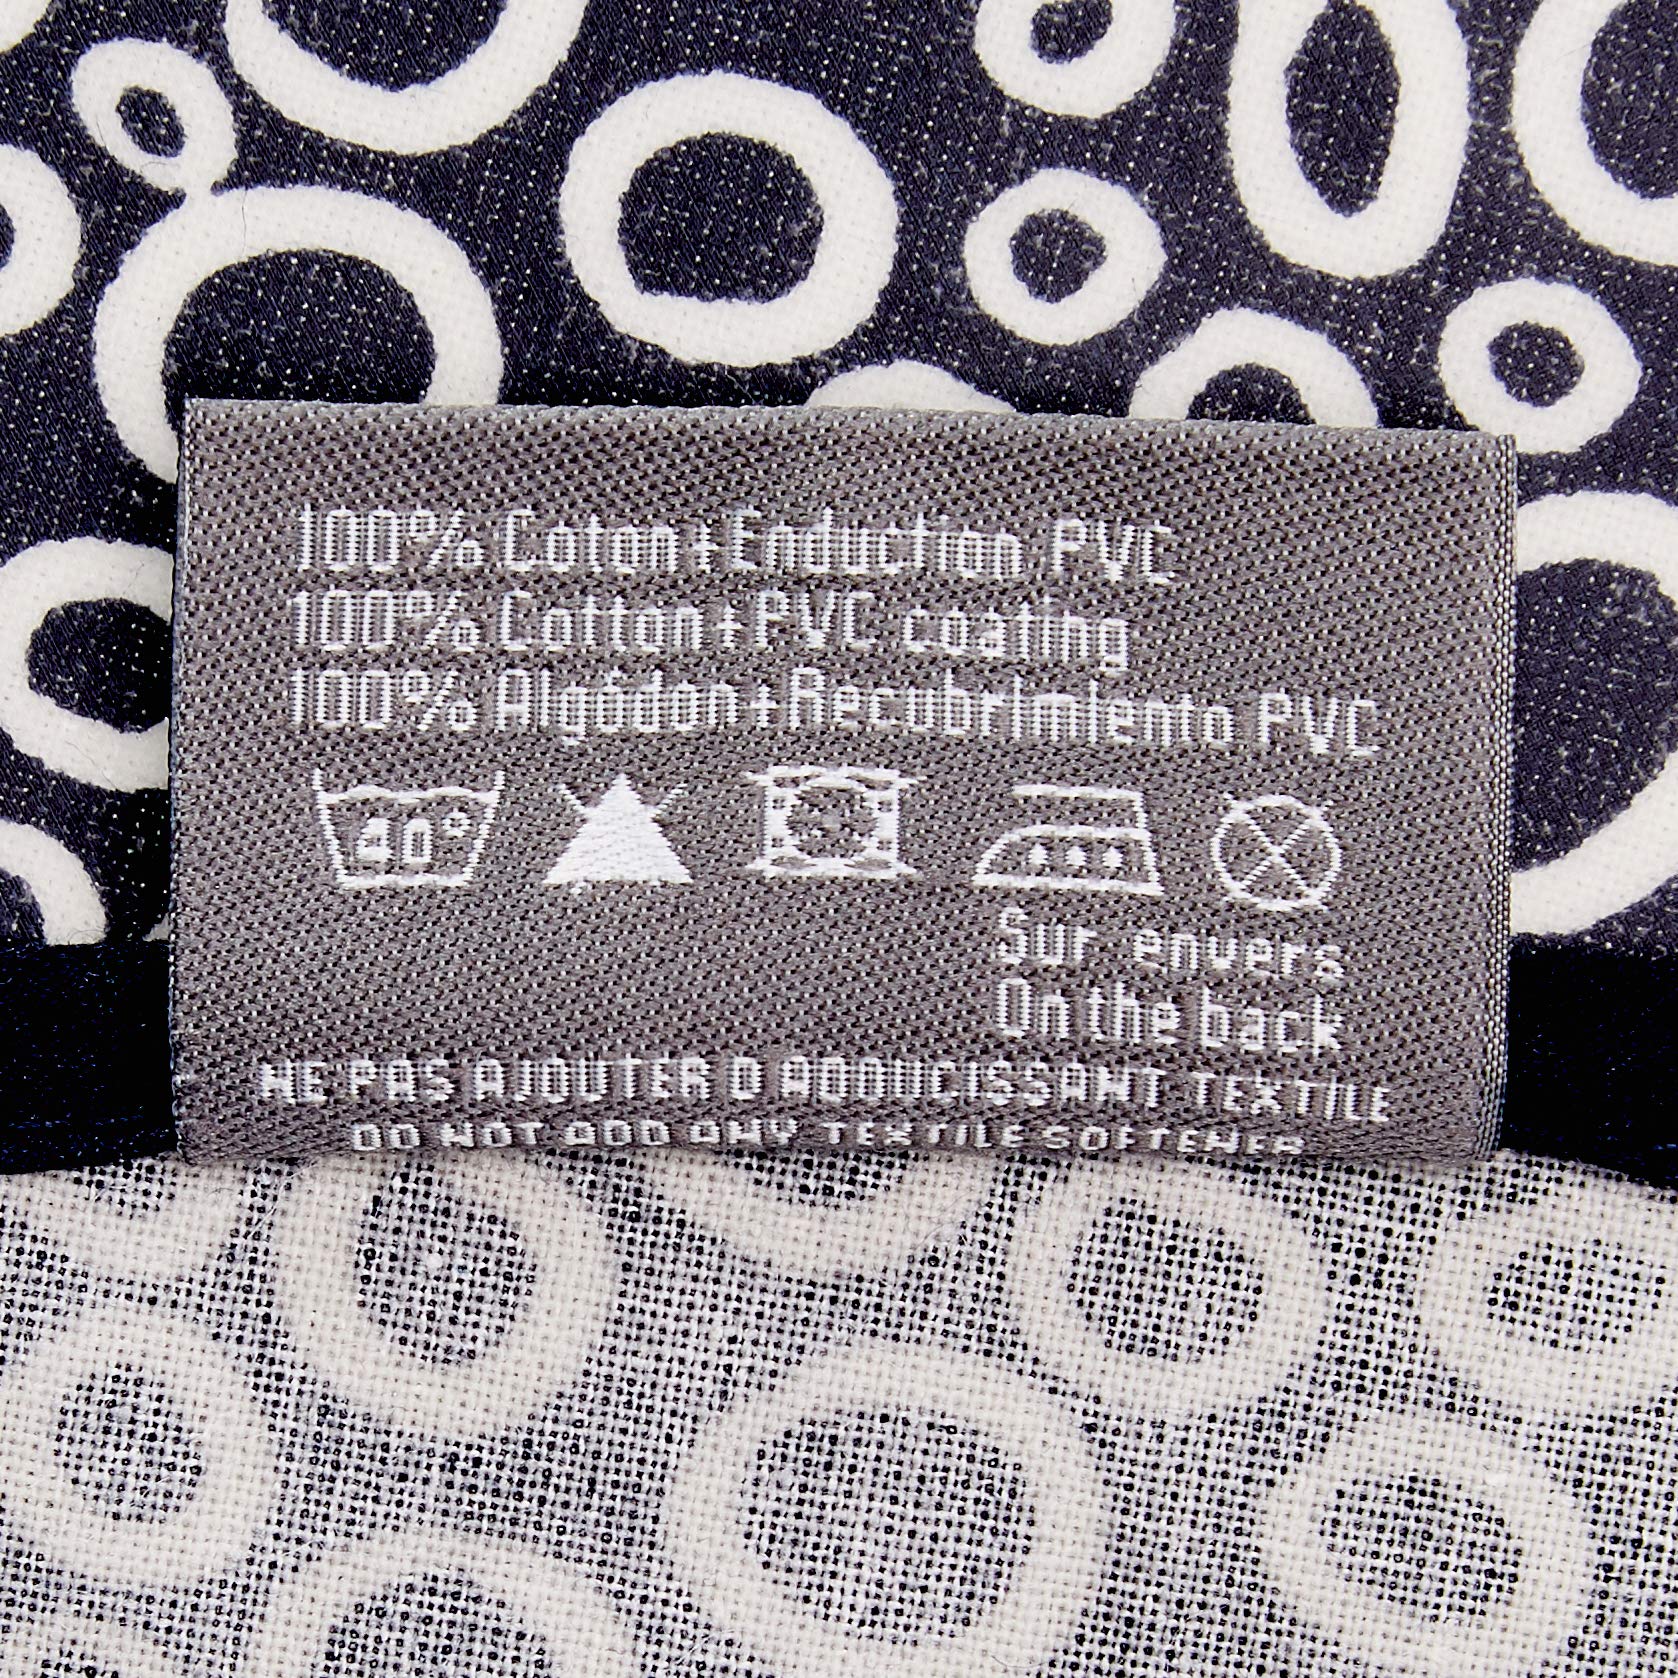 100% Coton + Enduction PVC
100% Cotton + PVC coating
100% Algódon + Recubrimiento PVC
40°
Sur envers
On the back
NE PAS AJOUTER D ADOUCISSANT TEXTILE
DO NOT ADD ANY TEXTILE SOFTENER